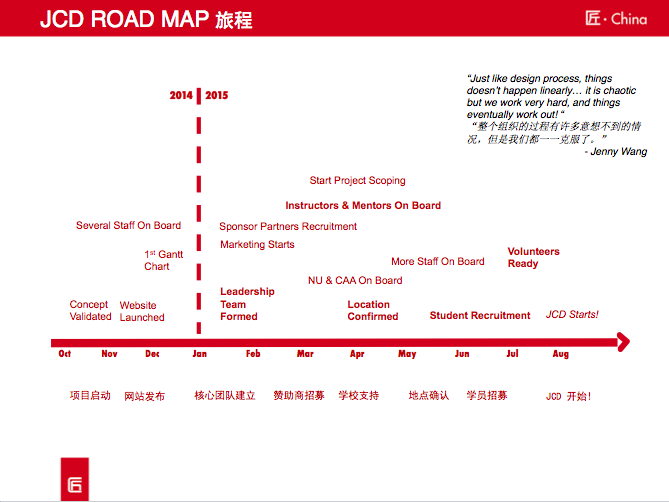 JCD ROAD MAP 旅程
匠·China
"Just like design process, things
doesn't happen linearly… it is chaotic
but we work very hard, and things
eventually work out! "
"整个组织的过程有许多意想不到的情
况，但是我们都一一克服了。"
- Jenny Wang
2014 2015
Start Project Scoping
Instructors & Mentors On Board
Several Staff On Board
Sponsor Partners Recruitment
Marketing Starts
1st Gantt
Chart
More Staff On Board
Volunteers
Ready
NU & CAA On Board
Leadership
Team
Formed
Concept
Validated
Website
Launched
Location
Confirmed
Student Recruitment
JCD Starts!
Oct Nov Dec Jan Feb Mar Apr May Jun Jul Aug
项目启动 网站发布 核心团队建立 赞助商招募 学校支持 地点确认 学员招募 JCD 开始！
匠